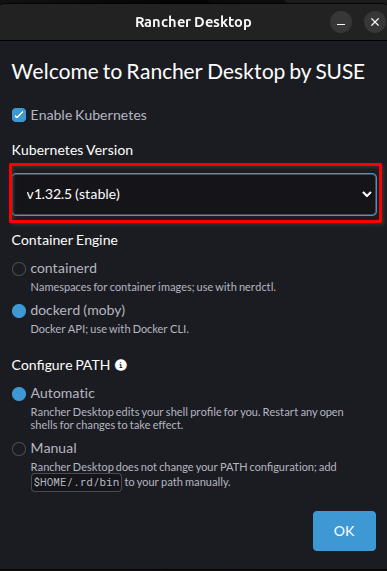 Rancher Desktop
Welcome to Rancher Desktop by SUSE
Enable Kubernetes
Kubernetes Version
v1.32.5 (stable)
Container Engine
containerd
Namespaces for container images; use with nerdctl.
dockerd (moby)
Docker API; use with Docker CLI.
Configure PATH
Automatic
Rancher Desktop edits your shell profile for you. Restart any open
shells for changes to take effect.
Manual
Rancher Desktop does not change your PATH configuration; add
$HOME/.rd/bin to your path manually.
OK